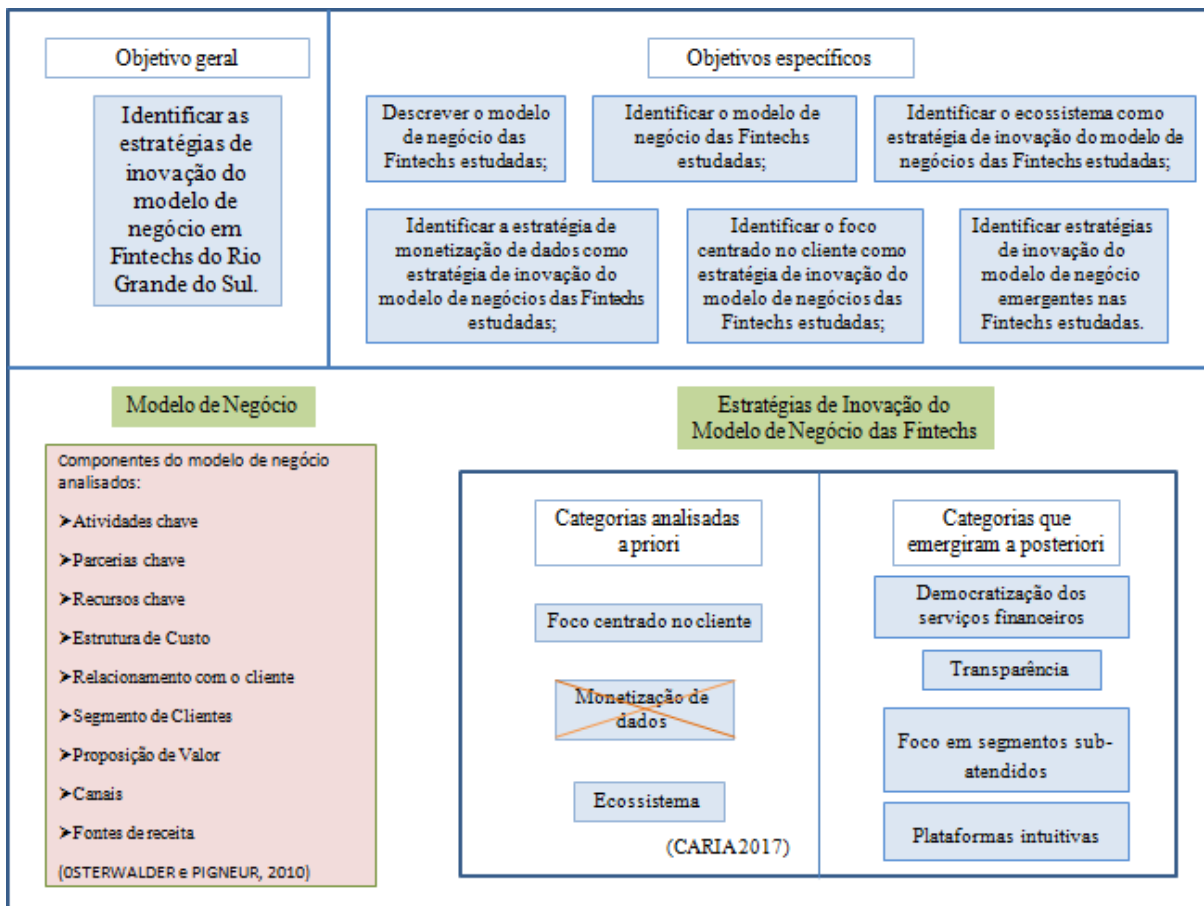 Objetivo geral
Identificar as
estratégias de
inovação do
modelo de
negócio em
Fintechs do Rio
Grande do Sul.
Objetivos específicos
Descrever o modelo
de negócio das
Fintechs estudadas;
Identificar o modelo de
negócio das Fintechs
estudadas;
Identificar o ecossistema como
estratégia de inovação do modelo de
negócios das Fintechs estudadas;
Identificar a estratégia de
monetização de dados como
estratégia de inovação do
modelo de negócios das Fintechs
estudadas;
Identificar o foco
centrado no cliente como
estratégia de inovação do
modelo de negócios das
Fintechs estudadas;
Identificar estratégias
de inovação do
modelo de negócio
emergentes nas
Fintechs estudadas.
Modelo de Negócio
Componentes do modelo de negócio
analisados:
➤Atividades chave
➤Parcerias chave
➤Recursos chave
➤Estrutura de Custo
➤Relacionamento com o cliente
➤Segmento de Clientes
➤Proposição de Valor
➤Canais
➤Fontes de receita
(OSTERWALDER e PIGNEUR, 2010)
Estratégias de Inovação do
Modelo de Negócio das Fintechs
Categorias analisadas
a priori
Foco centrado no cliente
Monetização de
dados
Ecossistema
(CARIA2017)
Categorias que
emergiram a posteriori
Democratização dos
serviços financeiros
Transparência
Foco em segmentos sub-
atendidos
Plataformas intuitivas